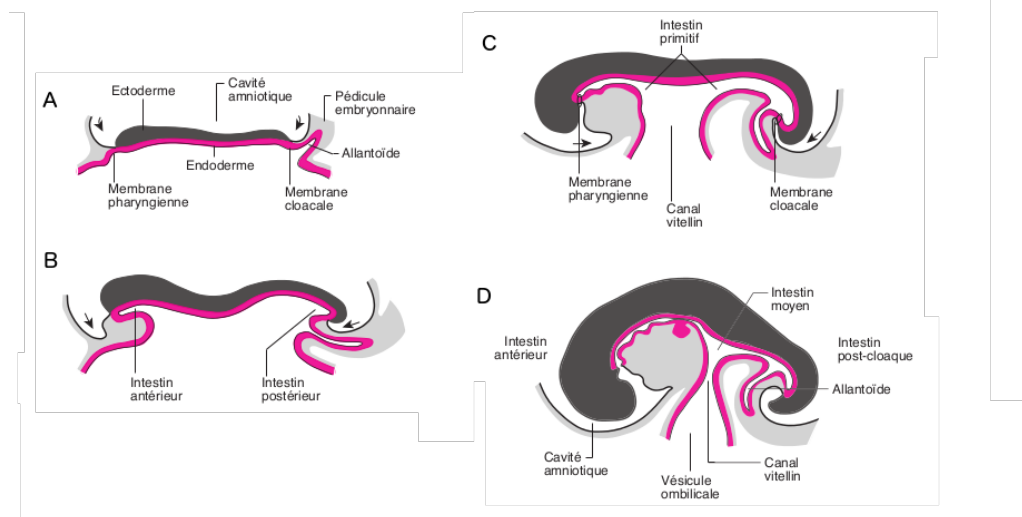 A
Ectoderme
Cavité
amniotique
Pédicule
embryonnaire
Allantoïde
Endoderme
Membrane
pharyngienne
Membrane
cloacale
B
Intestin
antérieur
Intestin
postérieur
C
Intestin
primitif
Membrane
pharyngienne
Canal
vitellin
Membrane
cloacale
D
Intestin
antérieur
Intestin
moyen
Intestin
post-cloaque
Allantoïde
Cavité
amniotique
Vésicule
ombilicale
Canal
vitellin